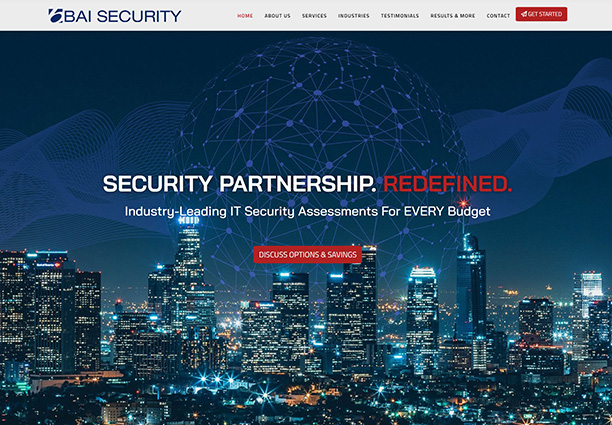 BAI SECURITY
HOME ABOUT US SERVICES INDUSTRIES TESTIMONIALS RESULTS & MORE CONTACT GET STARTED
SECURITY PARTNERSHIP. REDEFINED.
Industry-Leading IT Security Assessments For EVERY Budget
DISCUSS OPTIONS & SAVINGS